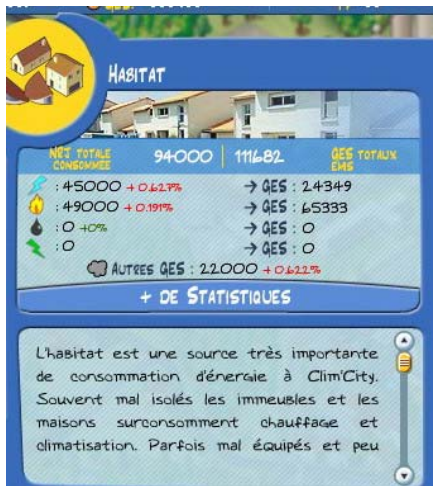 HABITAT
NRJ TOTALE CONSOMMÉE 94000 | 111682 GES TOTAUX EMIS
: 45000 + 0.627% → GES : 24349
: 49000 + 0.191% → GES : 65333
: 0 +0% → GES : 0
: 0 → GES : 0
AUTRES GES : 22000 + 0.622%
+ DE STATISTIQUES
L'habitat est une source très importante
de consommation d'énergie à Clim'City.
Souvent mal isolés les immeubles et les
maisons surconsomment chauffage et
climatisation. Parfois mal équipés et peu